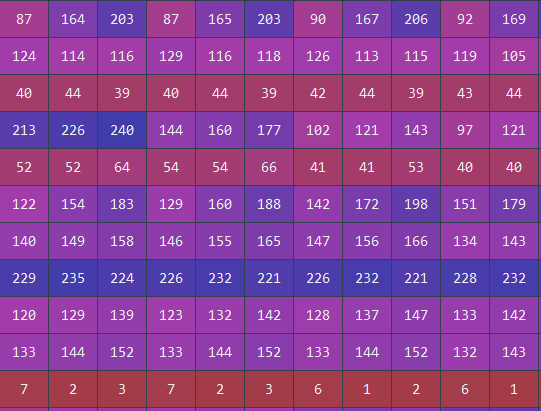 87 164 203 87 165 203 90 167 206 92 169
124 114 116 129 116 118 126 113 115 119 105
40 44 39 40 44 39 42 44 39 43 44
213 226 240 144 160 177 102 121 143 97 121
52 52 64 54 54 66 41 41 53 40 40
122 154 183 129 160 188 142 172 198 151 179
140 149 158 146 155 165 147 156 166 134 143
229 235 224 226 232 221 226 232 221 228 232
120 129 139 123 132 142 128 137 147 133 142
133 144 152 133 144 152 133 144 152 132 143
7 2 3 7 2 3 6 1 2 6 1